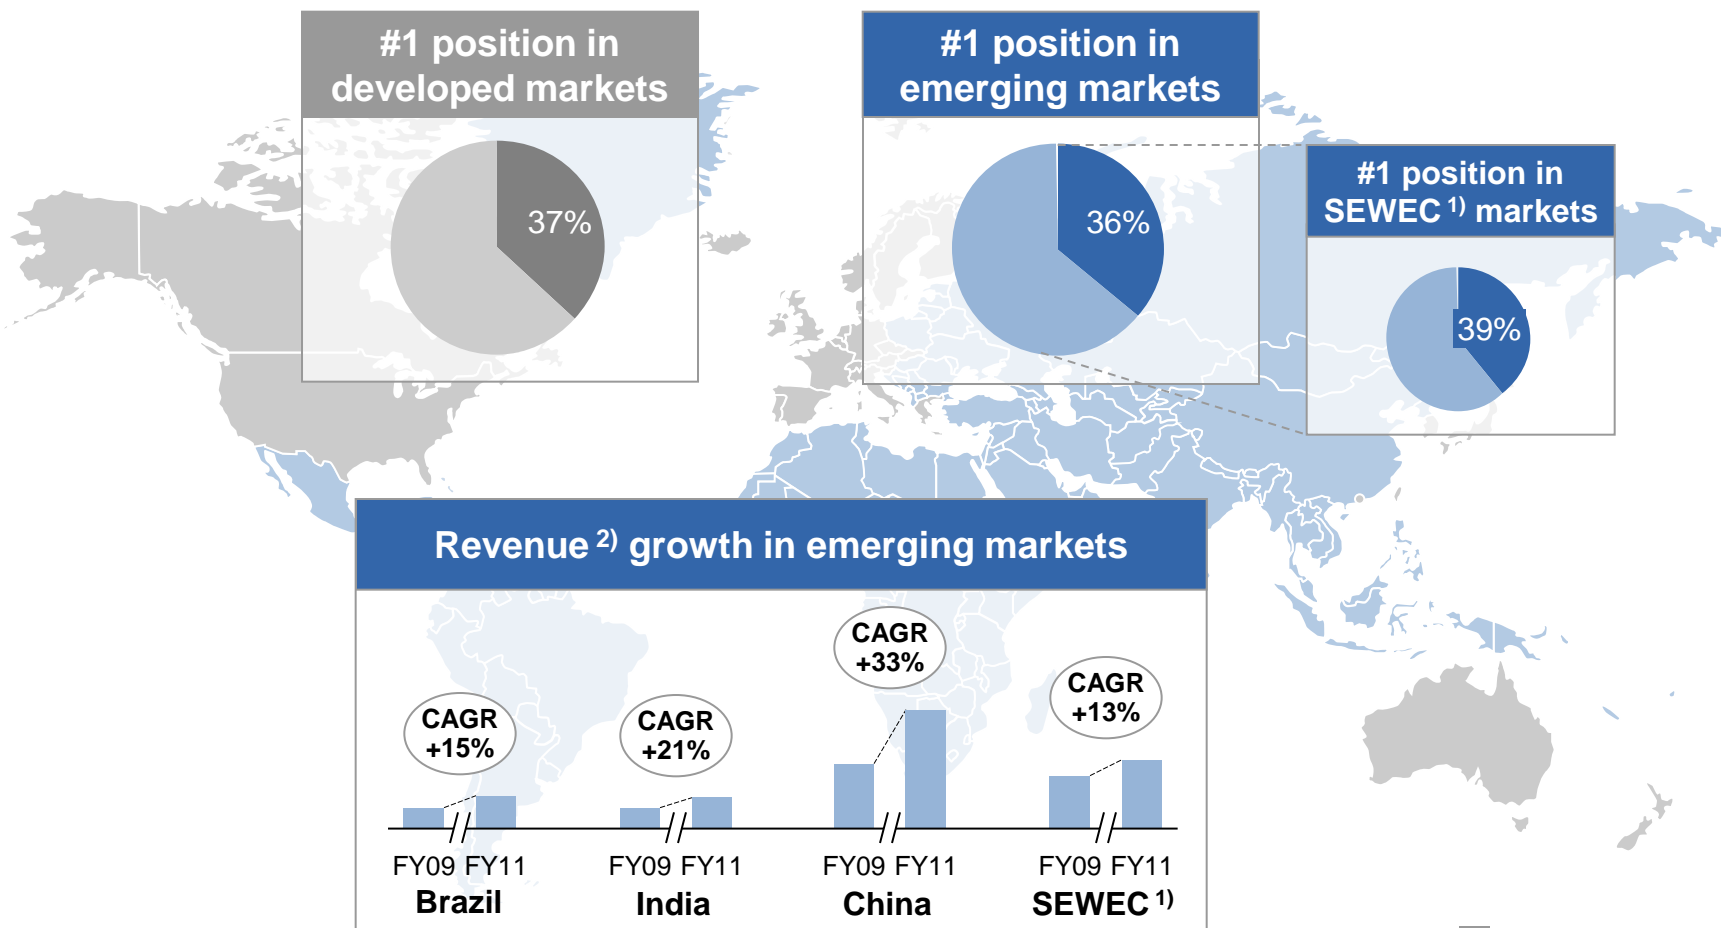 #1 position in
developed markets
37%
#1 position in
emerging markets
36%
#1 position in
SEWEC 1) markets
39%
Revenue 2) growth in emerging markets
CAGR
+15%
CAGR
+21%
CAGR
+33%
CAGR
+13%
FY09 FY11
Brazil
FY09 FY11
India
FY09 FY11
China
FY09 FY11
SEWEC 1)